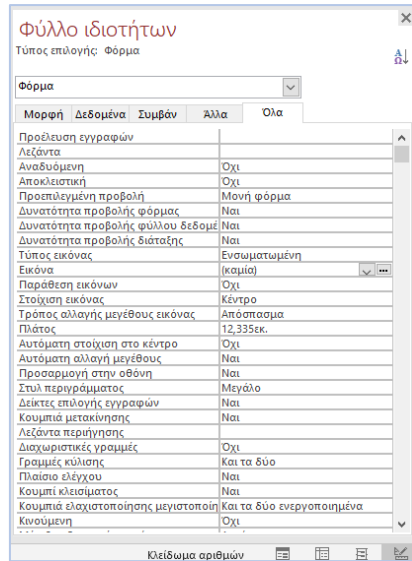 Φύλλο ιδιοτήτων
Τύπος επιλογής: Φόρμα
Φόρμα
Μορφή Δεδομένα Συμβάν Άλλα Όλα
Προέλευση εγγραφών
Λεζάντα
Αναδυόμενη Όχι
Αποκλειστική Όχι
Προεπιλεγμένη προβολή Μονή φόρμα
Δυνατότητα προβολής φόρμας Ναι
Δυνατότητα προβολής φύλλου δεδομέ Ναι
Δυνατότητα προβολής διάταξης Ναι
Τύπος εικόνας Ενσωματωμένη
Εικόνα (καμία)
Παράθεση εικόνων Όχι
Στοίχιση εικόνας Κέντρο
Τρόπος αλλαγής μεγέθους εικόνας Απόσπασμα
Πλάτος 12,335εκ.
Αυτόματη στοίχιση στο κέντρο Όχι
Αυτόματη αλλαγή μεγέθους Ναι
Προσαρμογή στην οθόνη Ναι
Στυλ περιγράμματος Μεγάλο
Δείκτες επιλογής εγγραφών Ναι
Κουμπιά μετακίνησης Ναι
Λεζάντα περιήγησης
Διαχωριστικές γραμμές Όχι
Γραμμές κύλισης Και τα δύο
Πλαίσιο ελέγχου Ναι
Κουμπί κλεισίματος Ναι
Κουμπιά ελαχιστοποίησης μεγιστοποίη Και τα δύο ενεργοποιημένα
Κινούμενη Όχι
Κλείδωμα αριθμών